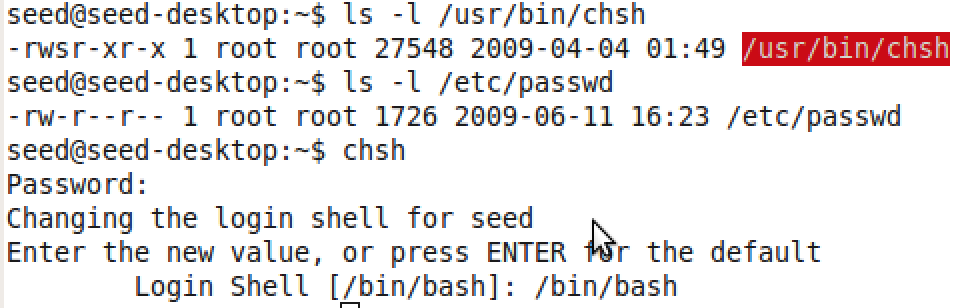 seed@seed-desktop:~$ ls -l /usr/bin/chsh
-rwsr-xr-x 1 root root 27548 2009-04-04 01:49 /usr/bin/chsh
seed@seed-desktop:~$ ls -l /etc/passwd
-rw-r--r-- 1 root root 1726 2009-06-11 16:23 /etc/passwd
seed@seed-desktop:~$ chsh
Password:
Changing the login shell for seed
Enter the new value, or press ENTER for the default
        Login Shell [/bin/bash]: /bin/bash